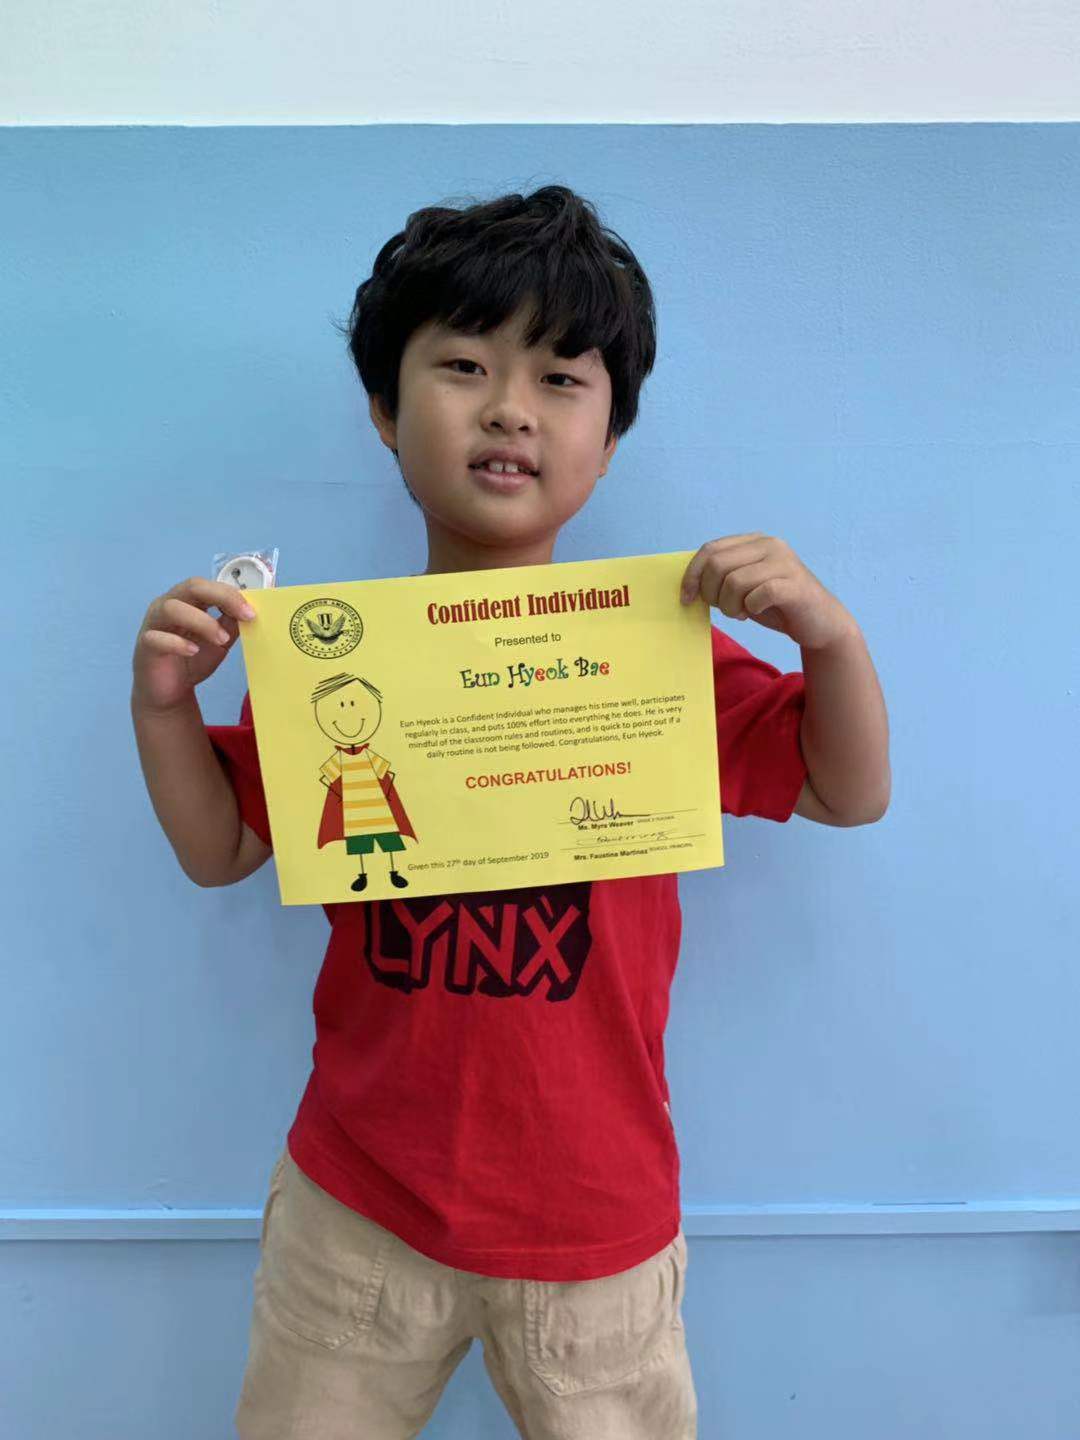 Confident Individual
Presented to
Eun Hyeok Bae
Eun Hyeok is a Confident Individual who manages his time well, participates
regularly in class, and puts 100% effort into everything he does. He is very
mindful of the classroom rules and routines, and is quick to point out if a
daily routine is not being followed. Congratulations, Eun Hyeok.
CONGRATULATIONS!
Ms. Myra Weaver
Given this 27th day of September 2019
Mrs. Faustina Martinez SCHOOL PRINCIPAL
LYNX